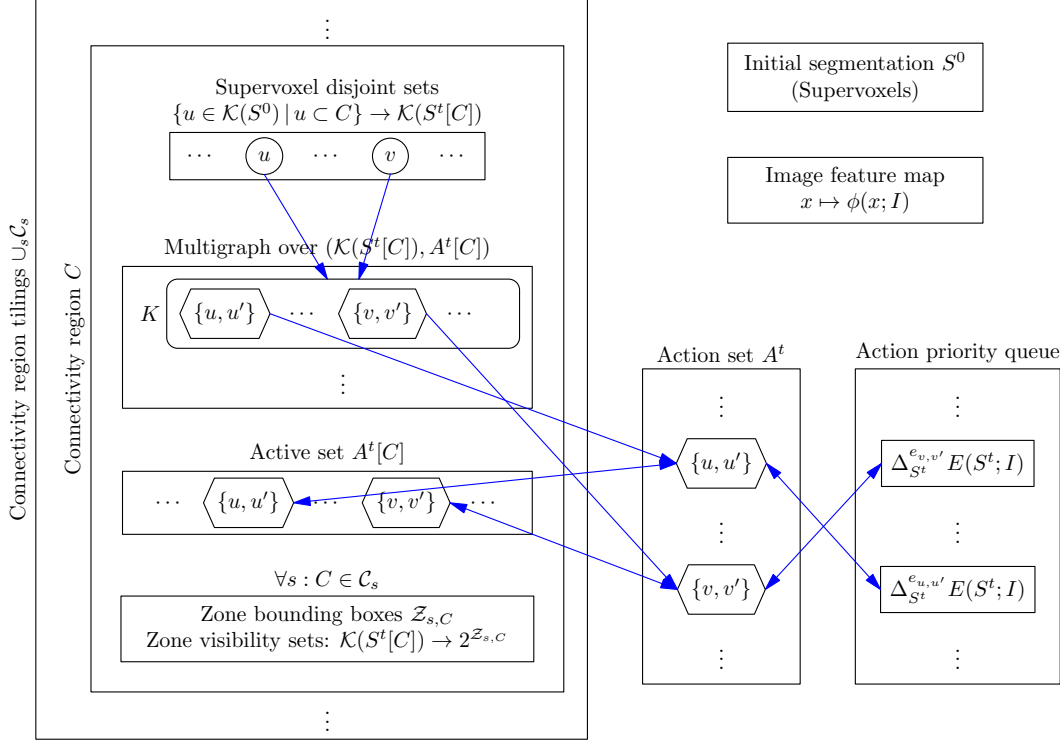 Connectivity region tilings ∪_s 𝒞_s
⋮
Connectivity region C
Supervoxel disjoint sets
{u ∈ 𝒦(S^0) | u ⊂ C} → 𝒦(S^t[C])
⋯ u ⋯ v ⋯
Multigraph over (𝒦(S^t[C]), A^t[C])
K {u, u′} ⋯ {v, v′} ⋯
⋮
Active set A^t[C]
⋯ {u, u′} ⋯ {v, v′} ⋯
∀s : C ∈ 𝒞_s
Zone bounding boxes 𝒵_{s,C}
Zone visibility sets: 𝒦(S^t[C]) → 2^{𝒵_{s,C}}
⋮
Initial segmentation S^0
(Supervoxels)
Image feature map
x ↦ ϕ(x; I)
Action set A^t
⋮
{u, u′}
⋮
{v, v′}
⋮
Action priority queue
⋮
Δ_{S^t}^{e_{v,v′}} E(S^t; I)
⋮
Δ_{S^t}^{e_{u,u′}} E(S^t; I)
⋮